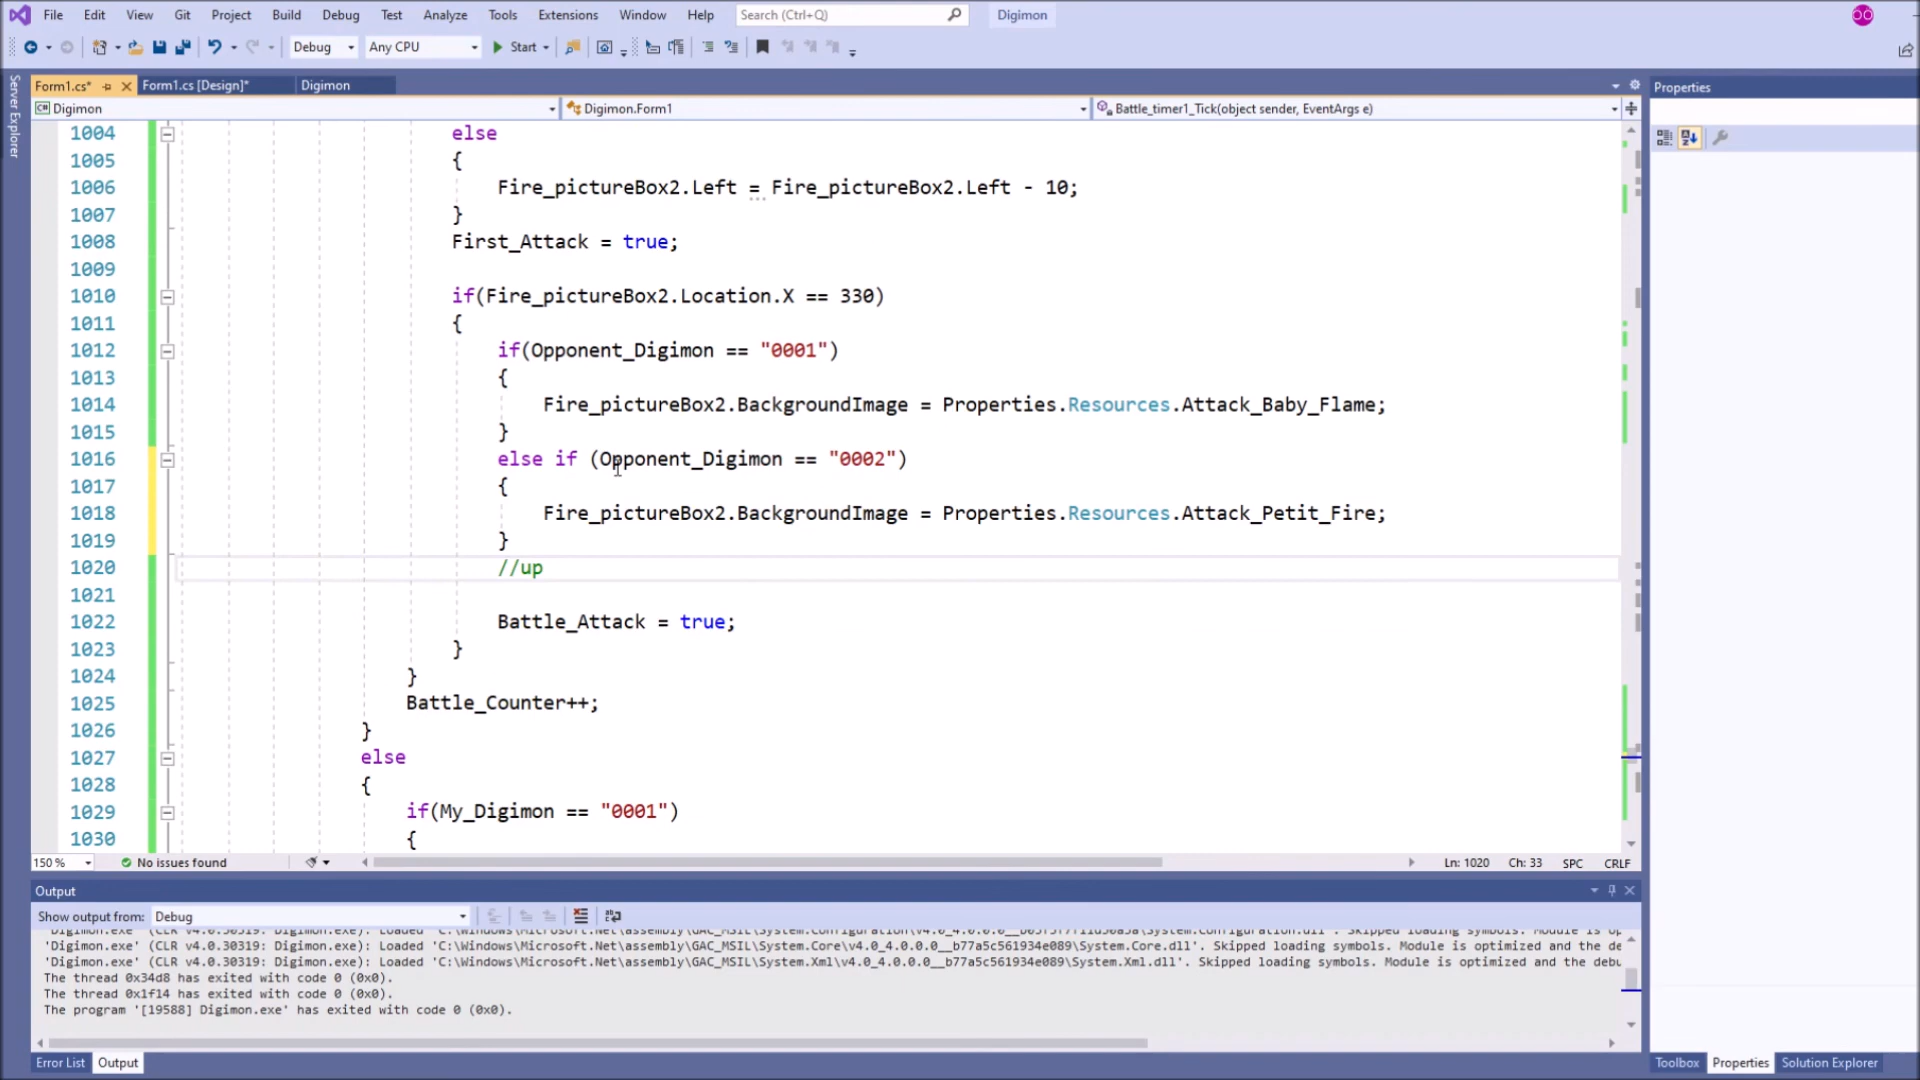 File Edit View Git Project Build Debug Test Analyze Tools Extensions Window Help Search (Ctrl+Q) Digimon
Debug Any CPU Start
Server Explorer
Form1.cs* Form1.cs [Design]* Digimon
Digimon Digimon.Form1 Battle_timer1_Tick(object sender, EventArgs e)
Properties
1004 else
1005 {
1006 Fire_pictureBox2.Left = Fire_pictureBox2.Left - 10;
1007 }
1008 First_Attack = true;
1009
1010 if(Fire_pictureBox2.Location.X == 330)
1011 {
1012 if(Opponent_Digimon == "0001")
1013 {
1014 Fire_pictureBox2.BackgroundImage = Properties.Resources.Attack_Baby_Flame;
1015 }
1016 else if (Opponent_Digimon == "0002")
1017 {
1018 Fire_pictureBox2.BackgroundImage = Properties.Resources.Attack_Petit_Fire;
1019 }
1020 //up
1021
1022 Battle_Attack = true;
1023 }
1024 }
1025 Battle_Counter++;
1026 }
1027 else
1028 {
1029 if(My_Digimon == "0001")
1030 {
150 % No issues found Ln: 1020 Ch: 33 SPC CRLF
Output
Show output from: Debug
'Digimon.exe' (CLR v4.0.30319: Digimon.exe): Loaded
'Digimon.exe' (CLR v4.0.30319: Digimon.exe): Loaded 'C:\Windows\Microsoft.Net\assembly\GAC_MSIL\System.Core\v4.0_4.0.0.0__b77a5c561934e089\System.Core.dll'. Skipped loading symbols. Module is optimized and the de
'Digimon.exe' (CLR v4.0.30319: Digimon.exe): Loaded 'C:\Windows\Microsoft.Net\assembly\GAC_MSIL\System.Xml\v4.0_4.0.0.0__b77a5c561934e089\System.Xml.dll'. Skipped loading symbols. Module is optimized and the debu
The thread 0x34d8 has exited with code 0 (0x0).
The thread 0x1f14 has exited with code 0 (0x0).
The program '[19588] Digimon.exe' has exited with code 0 (0x0).
Error List Output
Toolbox Properties Solution Explorer